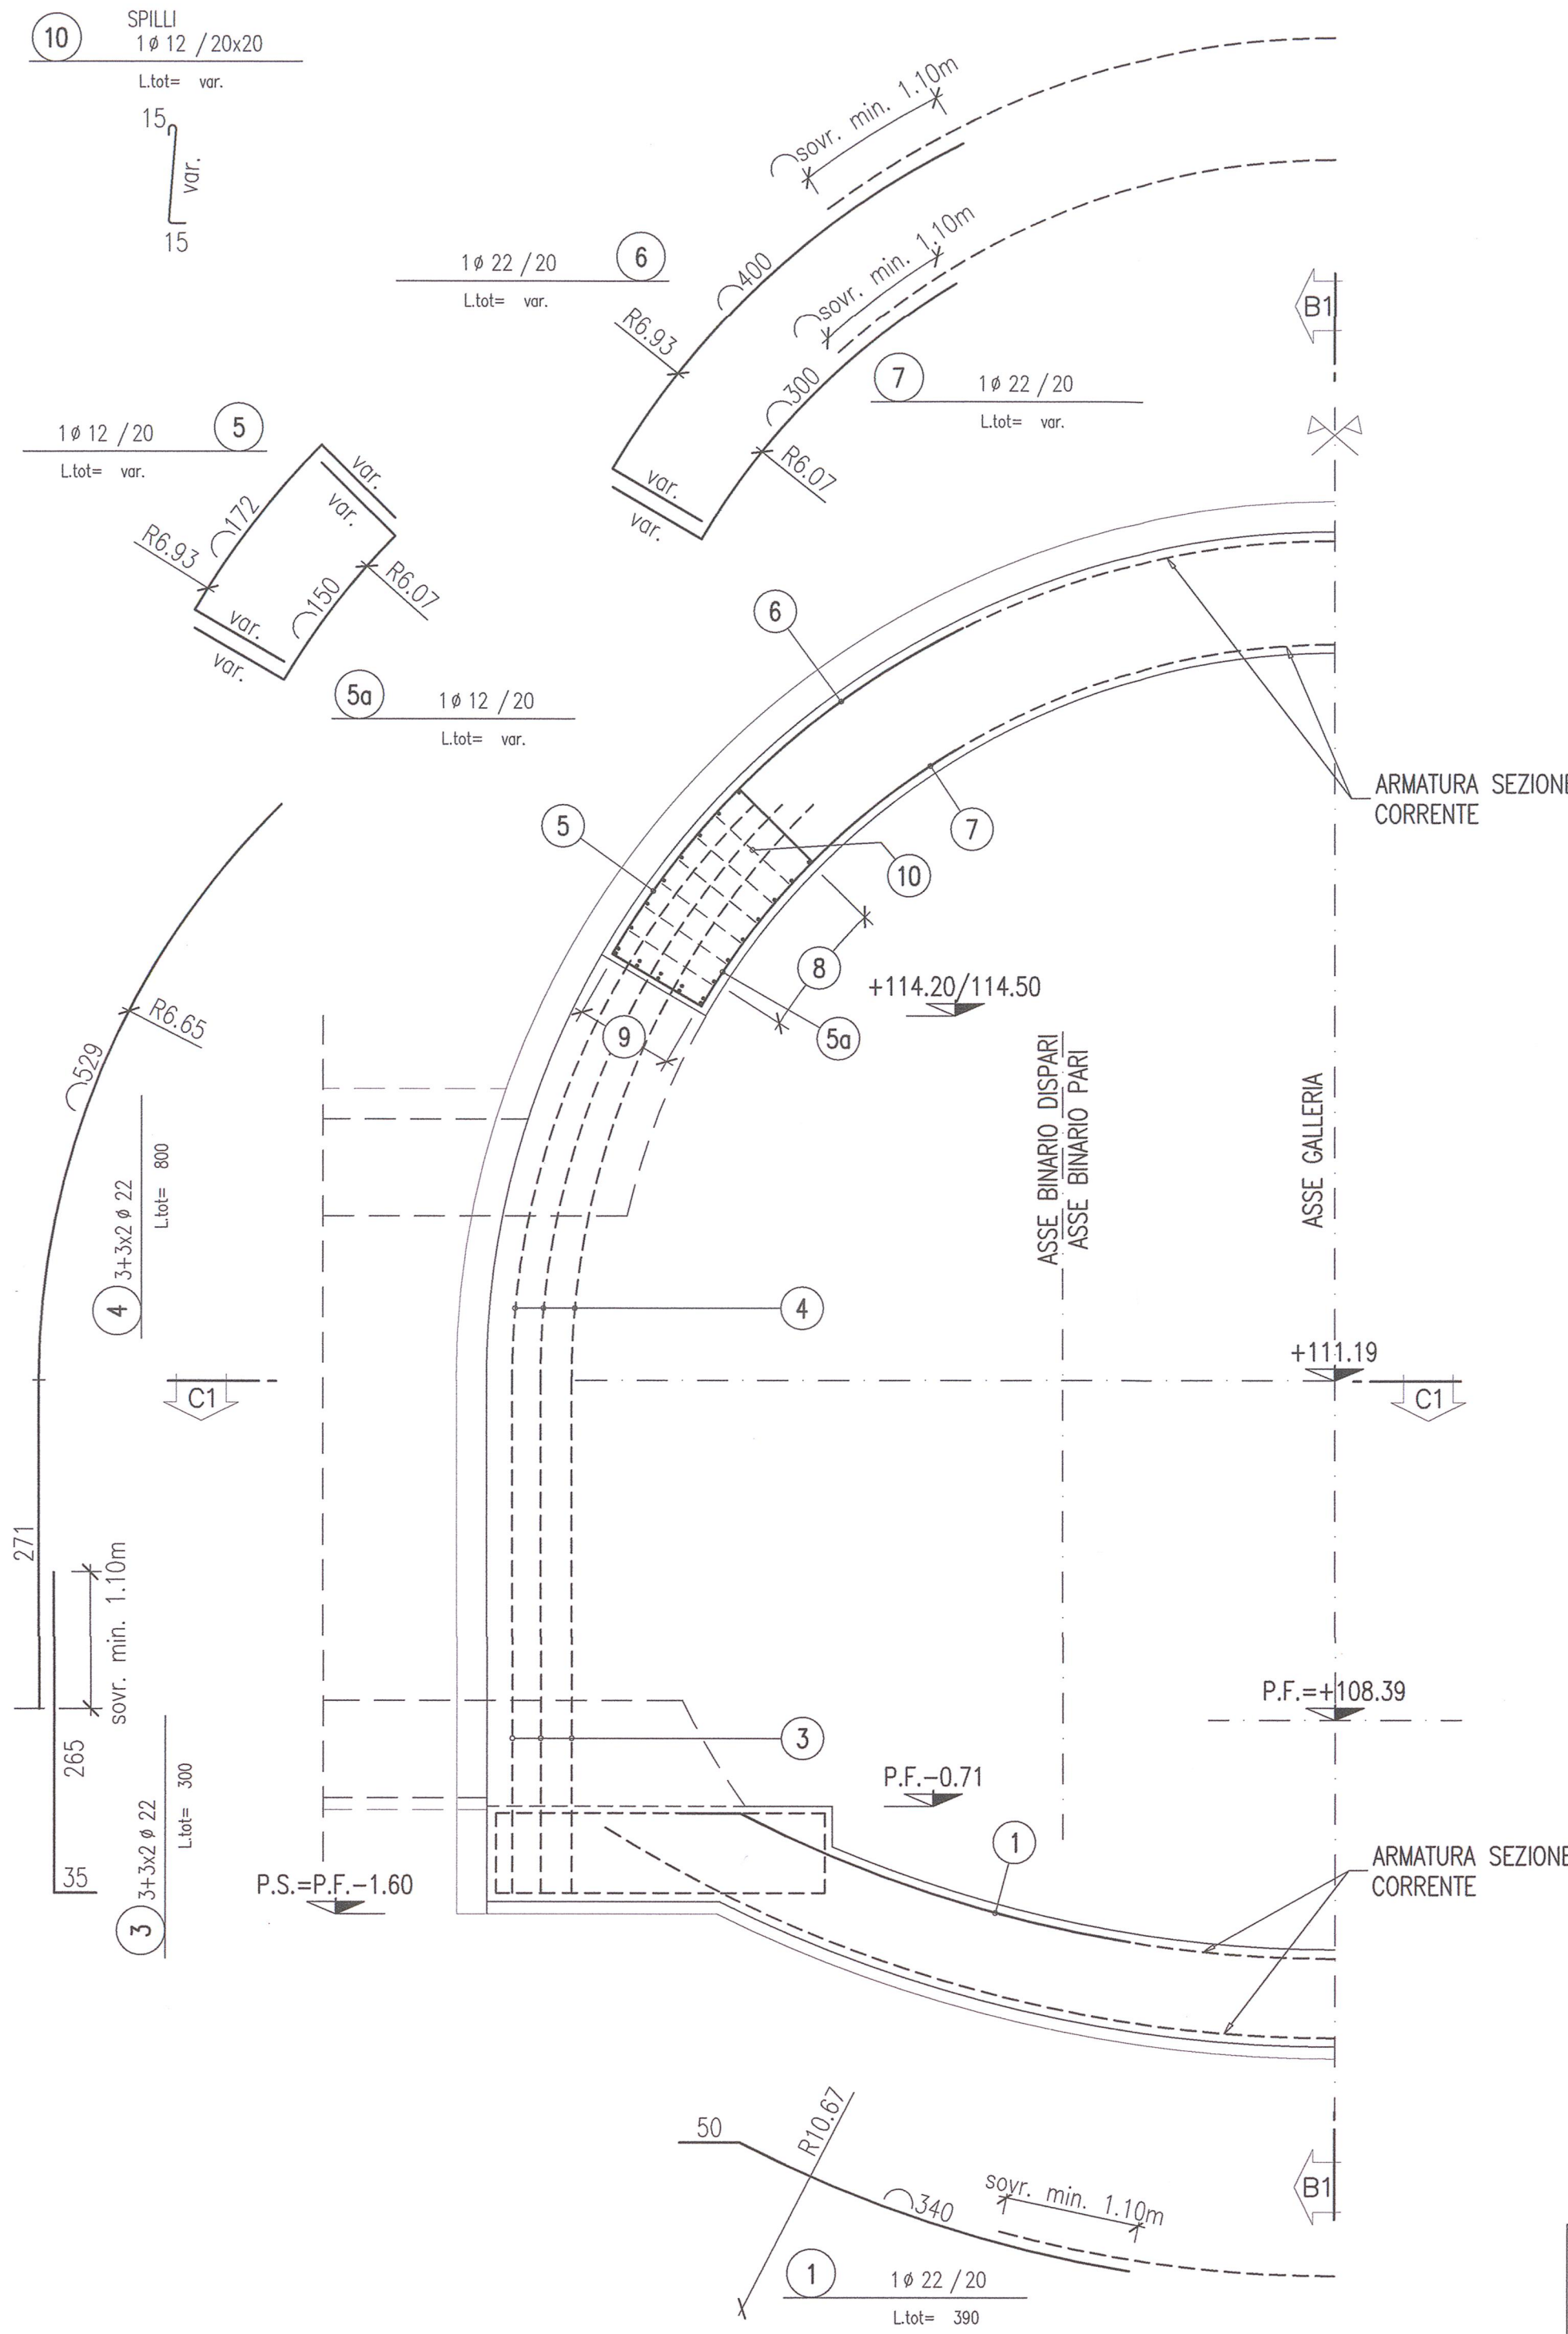 10
SPILLI
1ø 12 /20x20
L.tot= var.
15
var.
15
sovr. min. 1.10m
sovr. min. 1.10m
1ø 22 /20
6
L.tot= var.
400
R6.93
B1
300
7
1ø 22 /20
L.tot= var.
R6.07
var.
var.
1ø 12 /20
5
L.tot= var.
var.
var.
172
R6.93
R6.07
150
var.
var.
5a
1ø 12 /20
L.tot= var.
6
5
7
10
ARMATURA SEZIONE
CORRENTE
8
+114.20/114.50
9
5a
R6.65
529
ASSE BINARIO DISPARI
ASSE BINARIO PARI
ASSE GALLERIA
4
3+3x2 ø 22
L.tot= 800
4
+111.19
C1
C1
271
sovr. min. 1.10m
265
35
3
3+3x2 ø 22
L.tot= 300
P.F.=+108.39
3
P.F.-0.71
1
P.S.=P.F.-1.60
ARMATURA SEZIONE
CORRENTE
50
R10.67
340
sovr. min. 1.10m
B1
1
1ø 22 /20
L.tot= 390